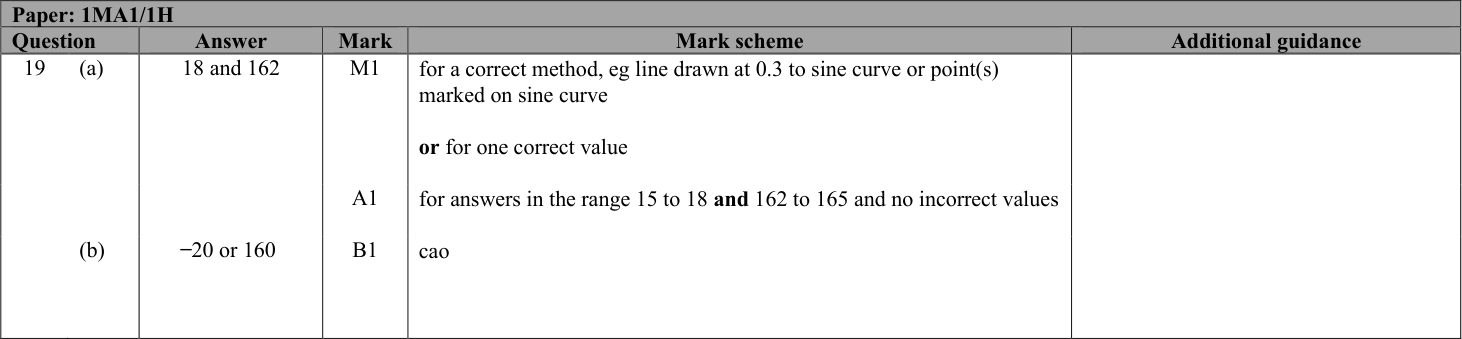 Paper: 1MA1/1H
Question Answer Mark Mark scheme Additional guidance
19 (a) 18 and 162 M1 for a correct method, eg line drawn at 0.3 to sine curve or point(s)
marked on sine curve
or for one correct value
A1 for answers in the range 15 to 18 and 162 to 165 and no incorrect values
(b) −20 or 160 B1 cao